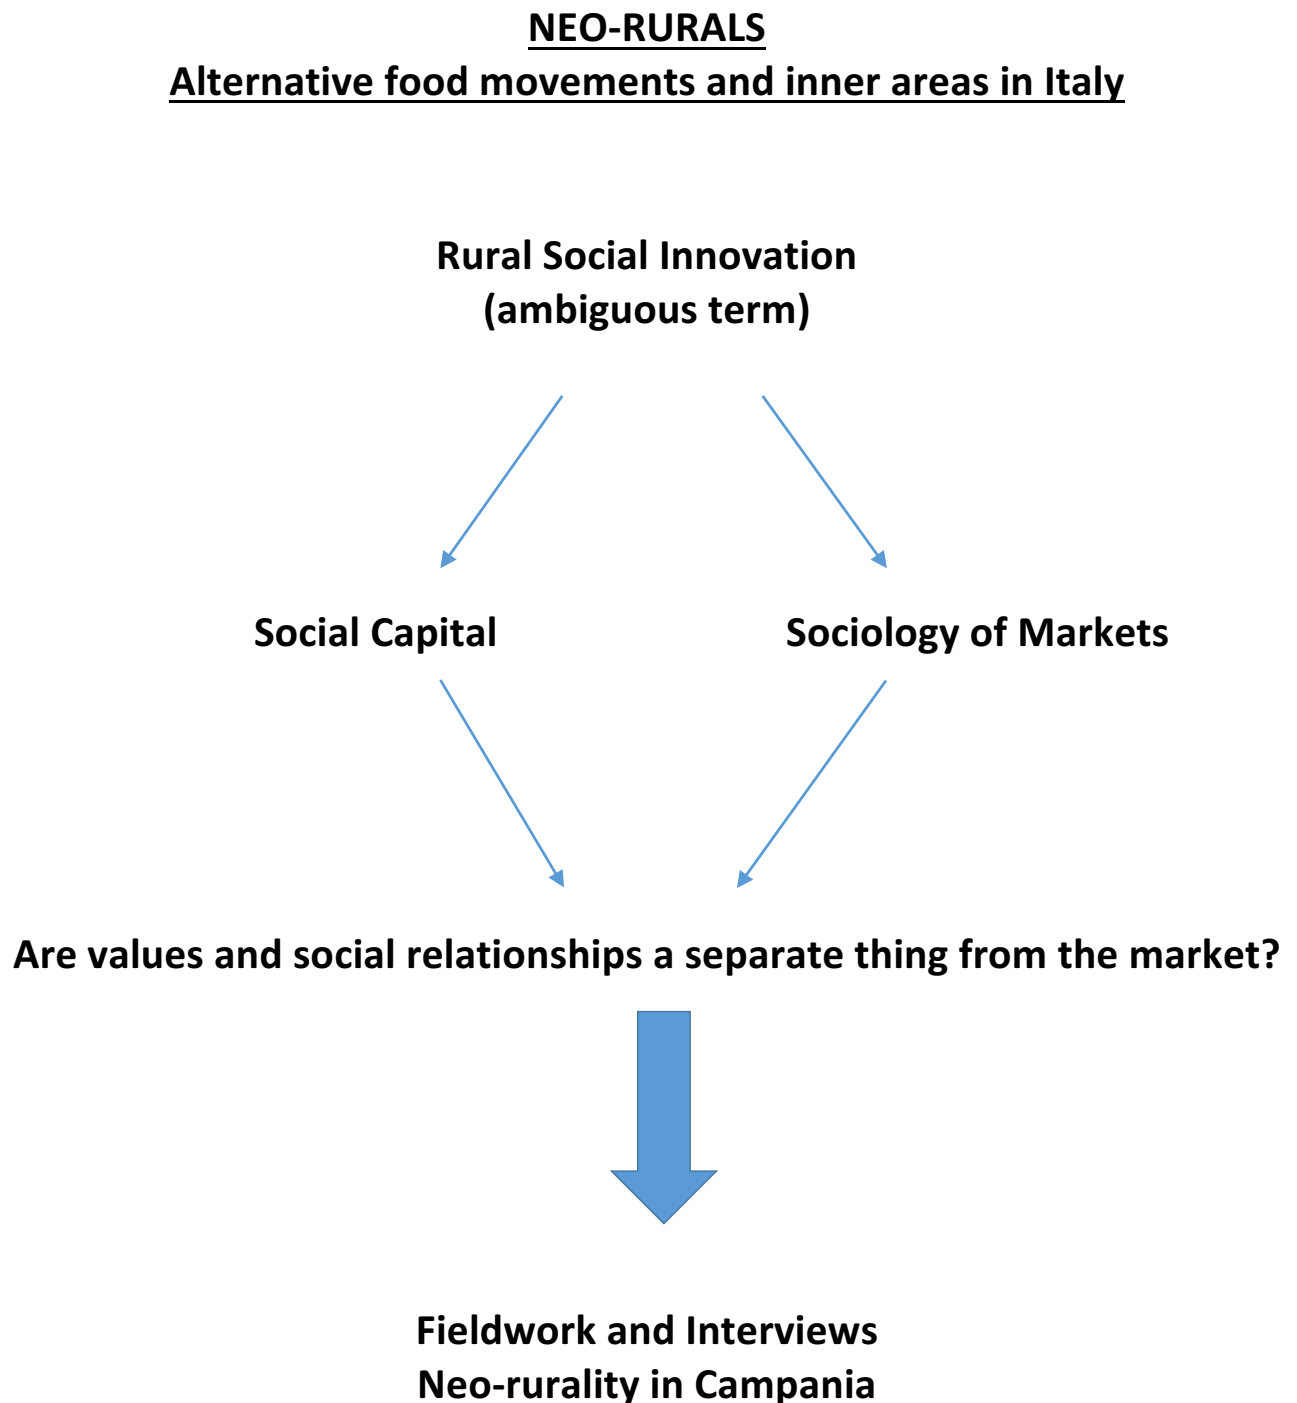 NEO-RURALS
Alternative food movements and inner areas in Italy
Rural Social Innovation
(ambiguous term)
Social Capital
Sociology of Markets
Are values and social relationships a separate thing from the market?
Fieldwork and Interviews
Neo-rurality in Campania